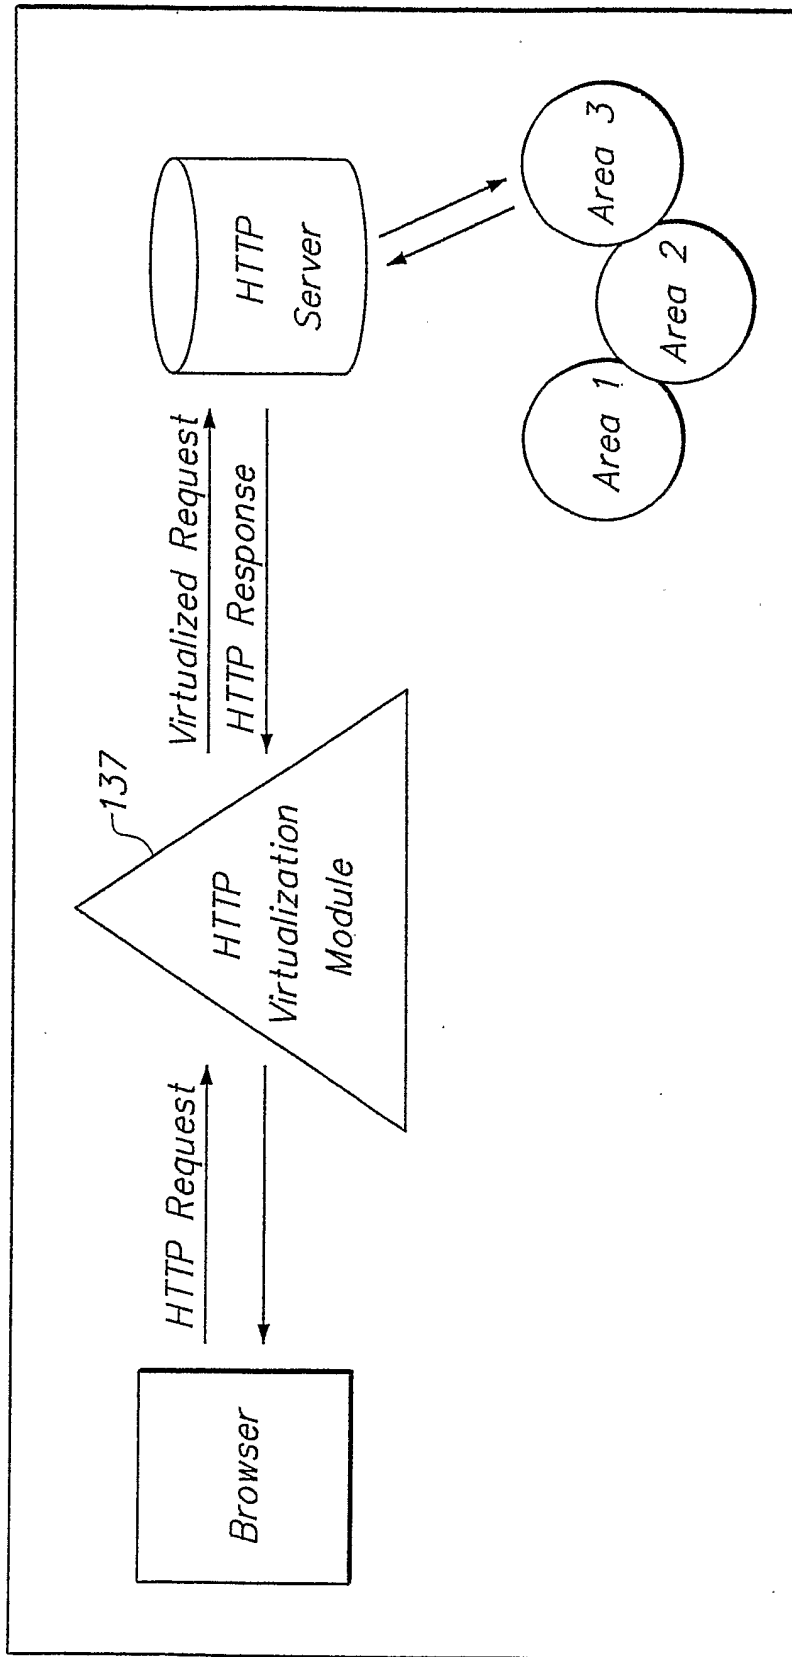 Browser
HTTP Request
HTTP
Virtualization
Module
137
Virtualized Request
HTTP Response
HTTP
Server
Area 1
Area 2
Area 3